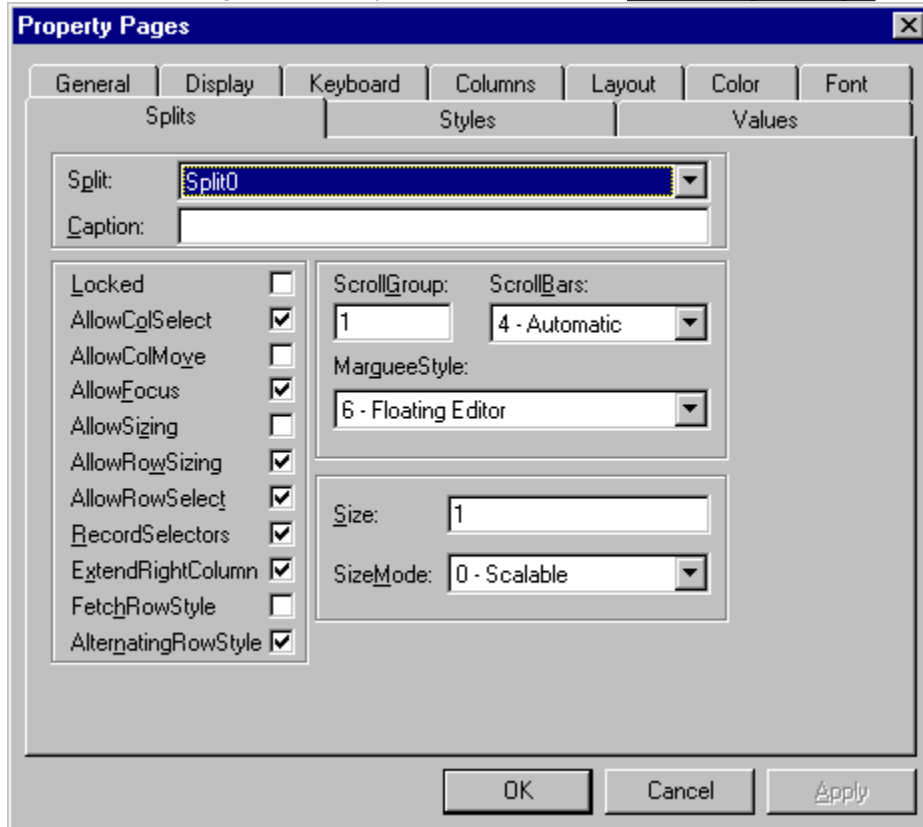 Property Pages
General Display Keyboard Columns Layout Color Font
Splits Styles Values
Split: Split0
Caption:
Locked
AllowColSelect
AllowColMove
AllowFocus
AllowSizing
AllowRowSizing
AllowRowSelect
RecordSelectors
ExtendRightColumn
FetchRowStyle
AlternatingRowStyle
ScrollGroup: ScrollBars:
1 4 - Automatic
MargueeStyle:
6 - Floating Editor
Size: 1
SizeMode: 0 - Scalable
OK Cancel Apply